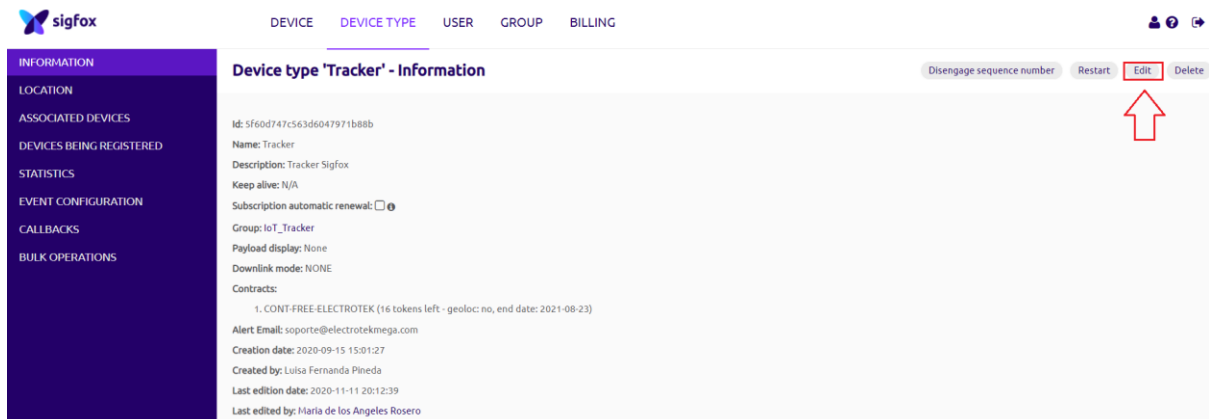 sigfox
DEVICE DEVICE TYPE USER GROUP BILLING
INFORMATION
LOCATION
ASSOCIATED DEVICES
DEVICES BEING REGISTERED
STATISTICS
EVENT CONFIGURATION
CALLBACKS
BULK OPERATIONS
Device type 'Tracker' - Information
Disengage sequence number Restart Edit Delete
Id: 5f60d747c563d6047971b88b
Name: Tracker
Description: Tracker Sigfox
Keep alive: N/A
Subscription automatic renewal:
Group: IoT_Tracker
Payload display: None
Downlink mode: NONE
Contracts:
1. CONT-FREE-ELECTROTEK (16 tokens left - geoloc: no, end date: 2021-08-23)
Alert Email: soporte@electrotekmega.com
Creation date: 2020-09-15 15:01:27
Created by: Luisa Fernanda Pineda
Last edition date: 2020-11-11 20:12:39
Last edited by: Maria de los Angeles Rosero